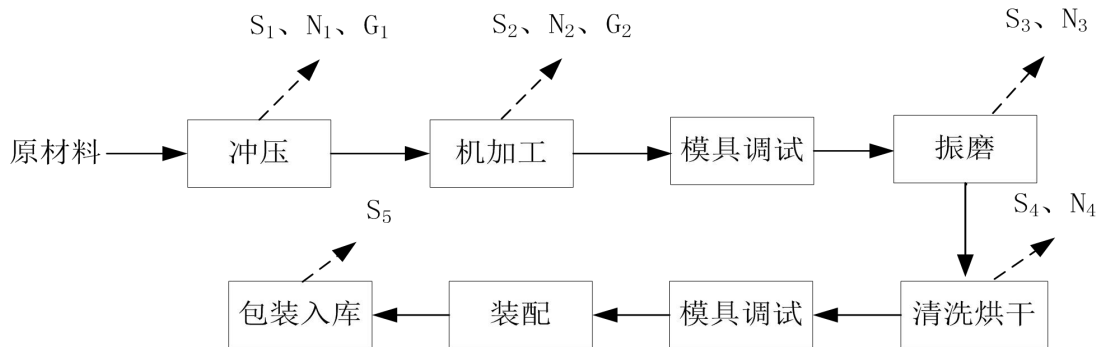 S₁、N₁、G₁
S₂、N₂、G₂
S₃、N₃
原材料
冲压
机加工
模具调试
振磨
S₅
S₄、N₄
包装入库
装配
模具调试
清洗烘干